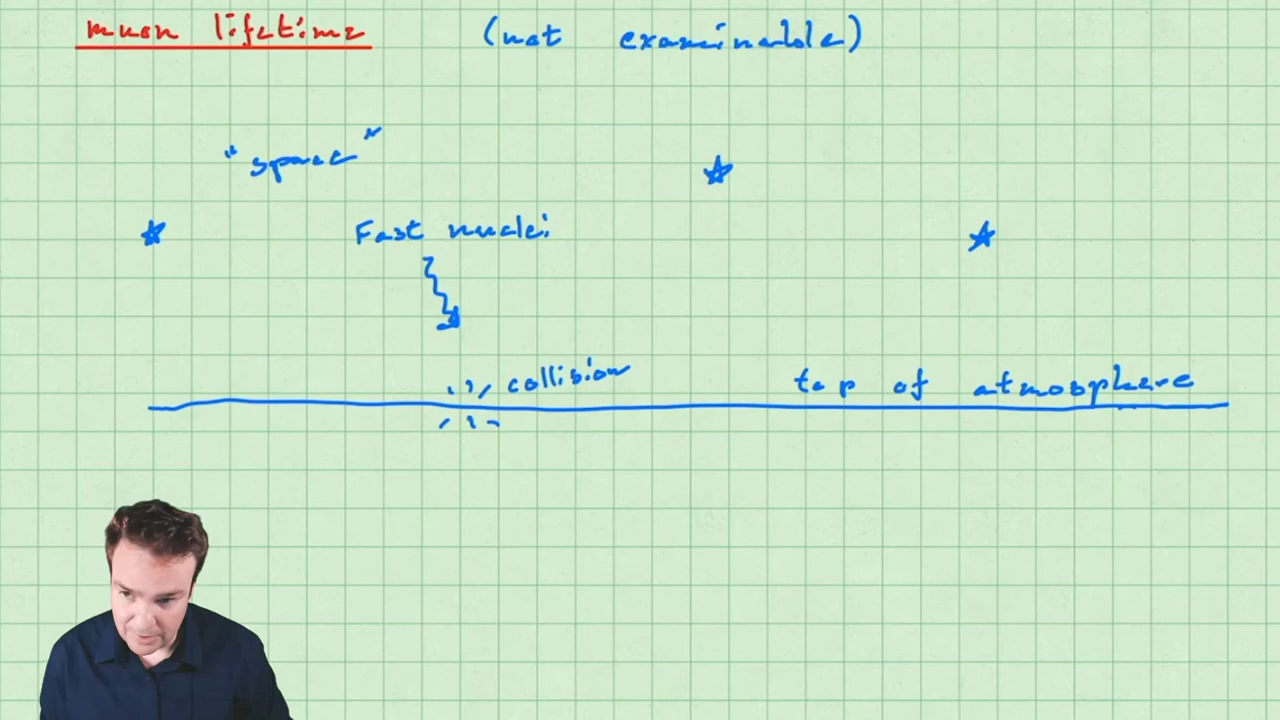 muon lifetime (not examinable)
"space"
Fast nuclei
collision
top of atmosphere